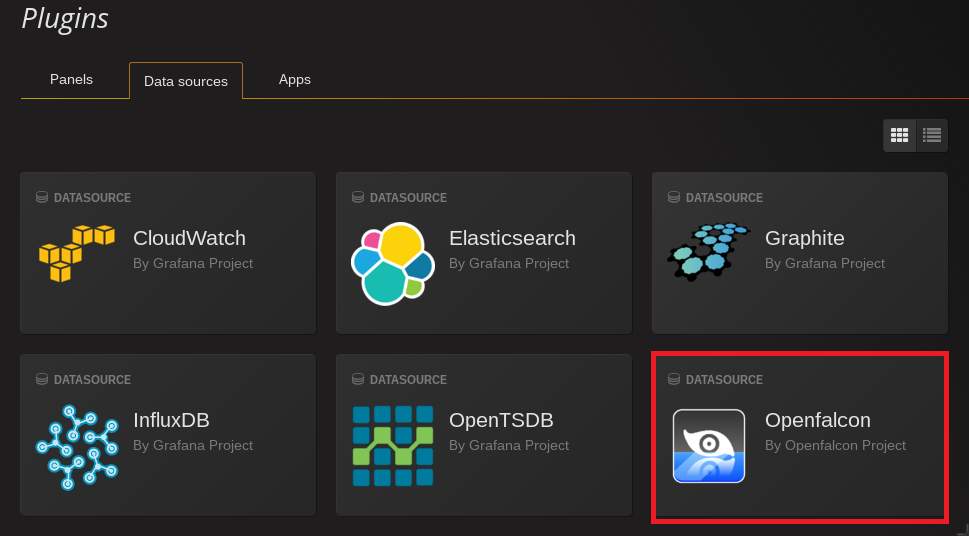 Plugins
Panels
Data sources
Apps
DATASOURCE
CloudWatch
By Grafana Project
DATASOURCE
Elasticsearch
By Grafana Project
DATASOURCE
Graphite
By Grafana Project
DATASOURCE
InfluxDB
By Grafana Project
DATASOURCE
OpenTSDB
By Grafana Project
DATASOURCE
Openfalcon
By Openfalcon Project